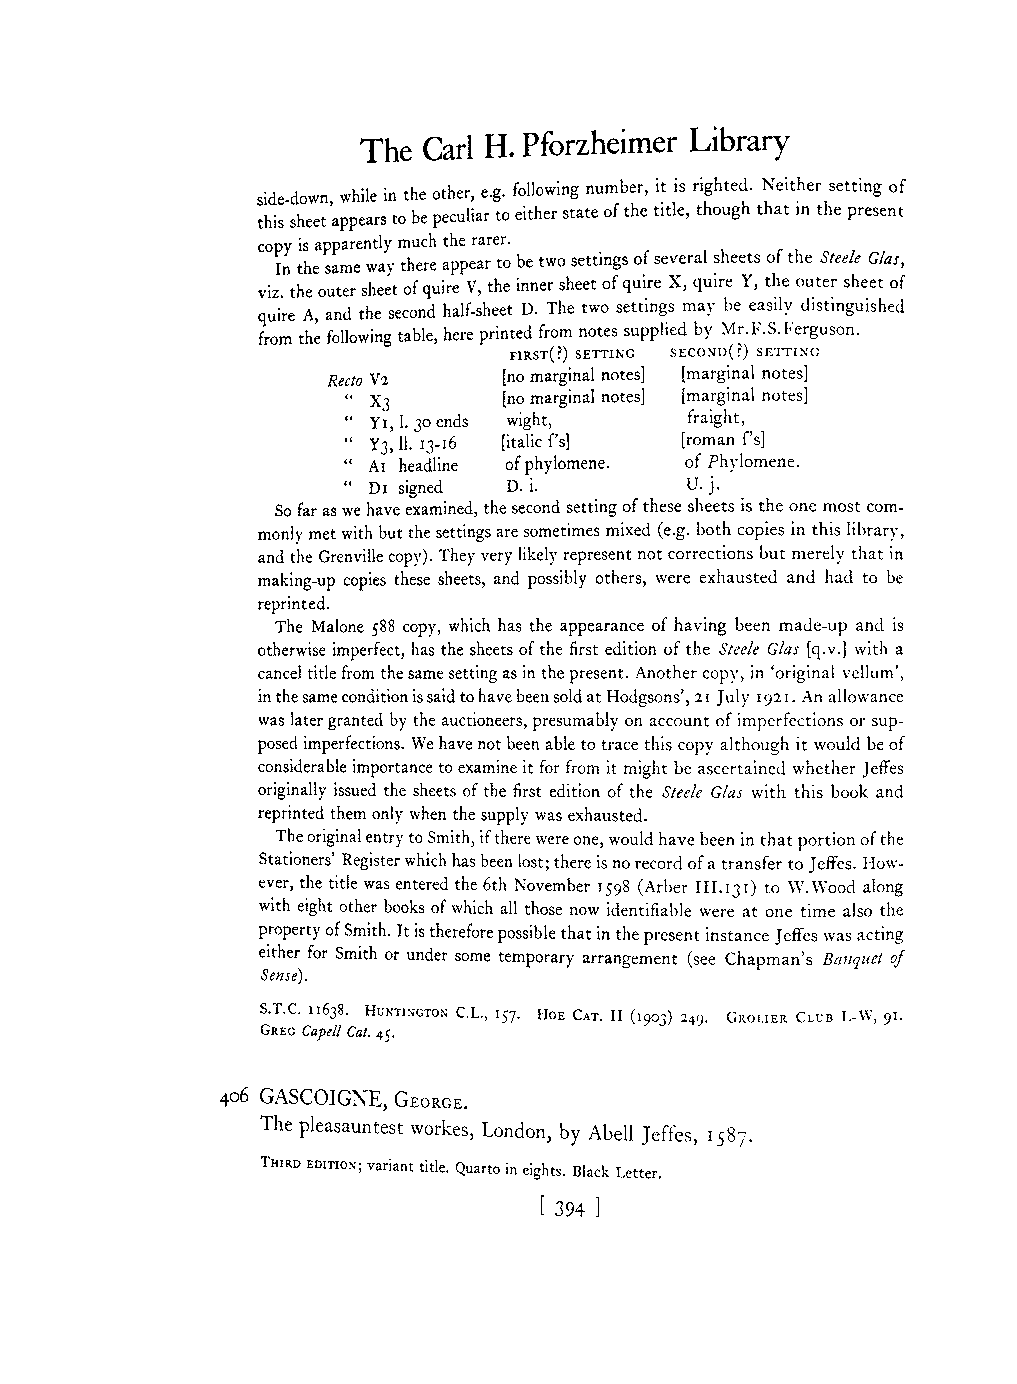 The Carl H. Pforzheimer Library
side-down, while in the other, e.g. following number, it is righted. Neither setting of
this sheet appears to be peculiar to either state of the title, though that in the present
copy is apparently much the rarer.
In the same way there appear to be two settings of several sheets of the Steele Glas,
viz. the outer sheet of quire V, the inner sheet of quire X, quire Y, the outer sheet of
quire A, and the second half-sheet D. The two settings may be easily distinguished
from the following table, here printed from notes supplied by Mr.F.S.Ferguson.
FIRST(?) SETTING SECOND(?) SETTING
Recto V2 [no marginal notes] [marginal notes]
" X3 [no marginal notes] [marginal notes]
" Y1, l. 30 ends wight, fraight,
" Y3, ll. 13-16 [italic f's] [roman f's]
" A1 headline of phylomene. of Phylomene.
" D1 signed D. i. U. j.
So far as we have examined, the second setting of these sheets is the one most com-
monly met with but the settings are sometimes mixed (e.g. both copies in this library,
and the Grenville copy). They very likely represent not corrections but merely that in
making-up copies these sheets, and possibly others, were exhausted and had to be
reprinted.
The Malone 588 copy, which has the appearance of having been made-up and is
otherwise imperfect, has the sheets of the first edition of the Steele Glas [q.v.] with a
cancel title from the same setting as in the present. Another copy, in 'original vellum',
in the same condition is said to have been sold at Hodgsons', 21 July 1921. An allowance
was later granted by the auctioneers, presumably on account of imperfections or sup-
posed imperfections. We have not been able to trace this copy although it would be of
considerable importance to examine it for from it might be ascertained whether Jeffes
originally issued the sheets of the first edition of the Steele Glas with this book and
reprinted them only when the supply was exhausted.
The original entry to Smith, if there were one, would have been in that portion of the
Stationers' Register which has been lost; there is no record of a transfer to Jeffes. How-
ever, the title was entered the 6th November 1598 (Arber III.131) to W.Wood along
with eight other books of which all those now identifiable were at one time also the
property of Smith. It is therefore possible that in the present instance Jeffes was acting
either for Smith or under some temporary arrangement (see Chapman's Banquet of
Sense).
S.T.C. 11638. HUNTINGTON C.L., 157. HOE CAT. II (1903) 249. GROLIER CLUB L-W, 91.
GREG Capell Cat. 45.
406 GASCOIGNE, GEORGE.
The pleasauntest workes, London, by Abell Jeffes, 1587.
THIRD EDITION; variant title. Quarto in eights. Black Letter.
[ 394 ]